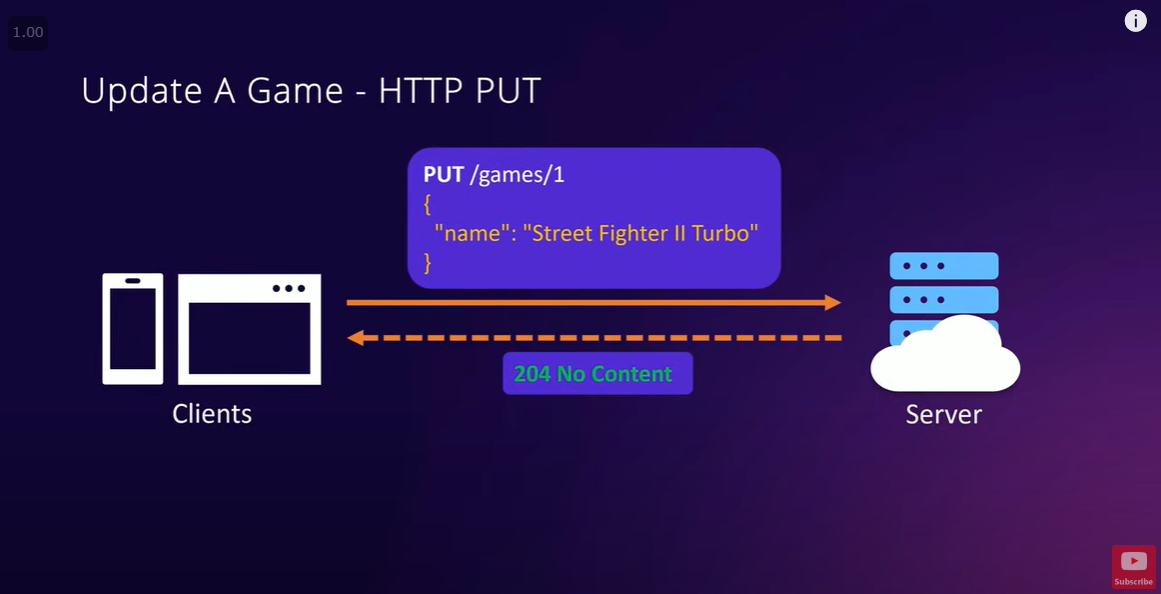 1.00
i
Update A Game - HTTP PUT
PUT /games/1
{
"name": "Street Fighter II Turbo"
}
204 No Content
Clients
Server
Subscribe